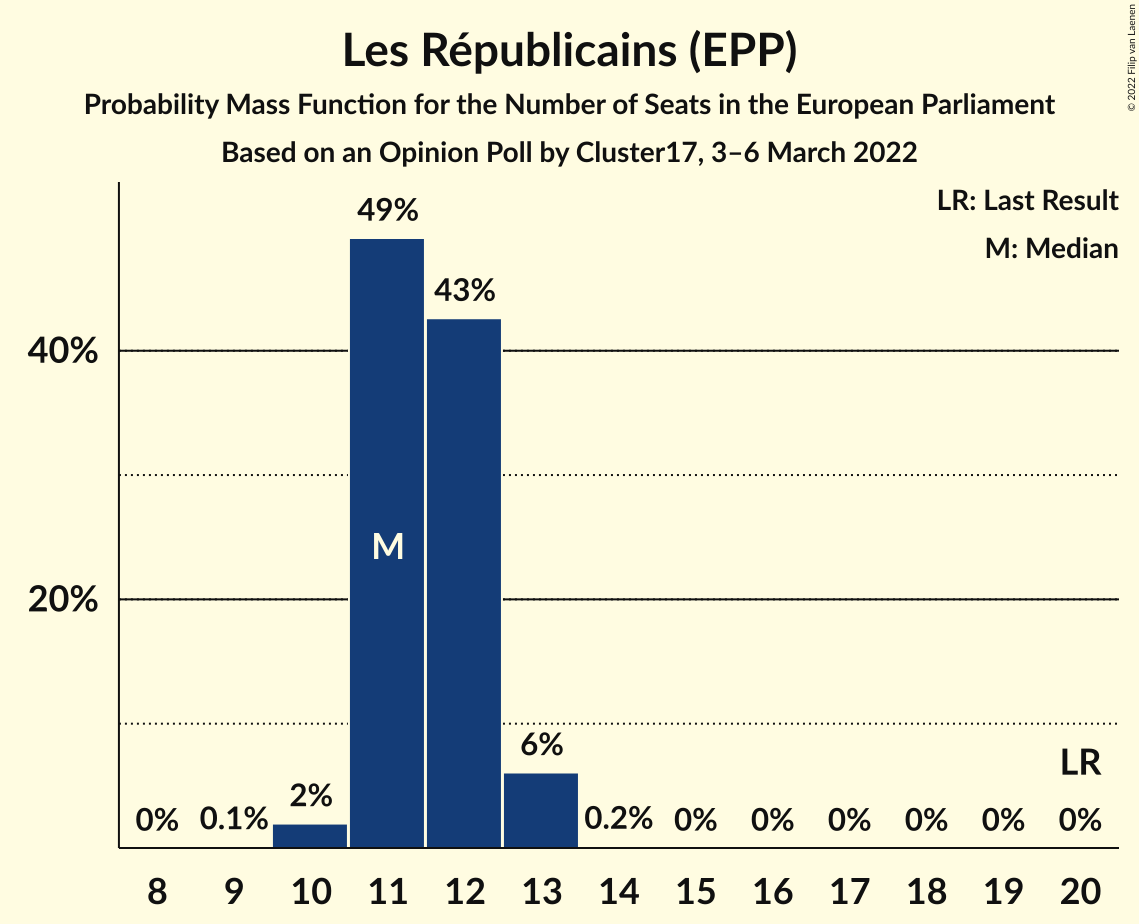 Les Républicains (EPP)
Probability Mass Function for the Number of Seats in the European Parliament
Based on an Opinion Poll by Cluster17, 3–6 March 2022
© 2022 Filip van Laenen
LR: Last Result
M: Median
49%
43%
40%
M
20%
6%
LR
2%
0% 0.1% 0.2% 0% 0% 0% 0% 0% 0%
8 9 10 11 12 13 14 15 16 17 18 19 20